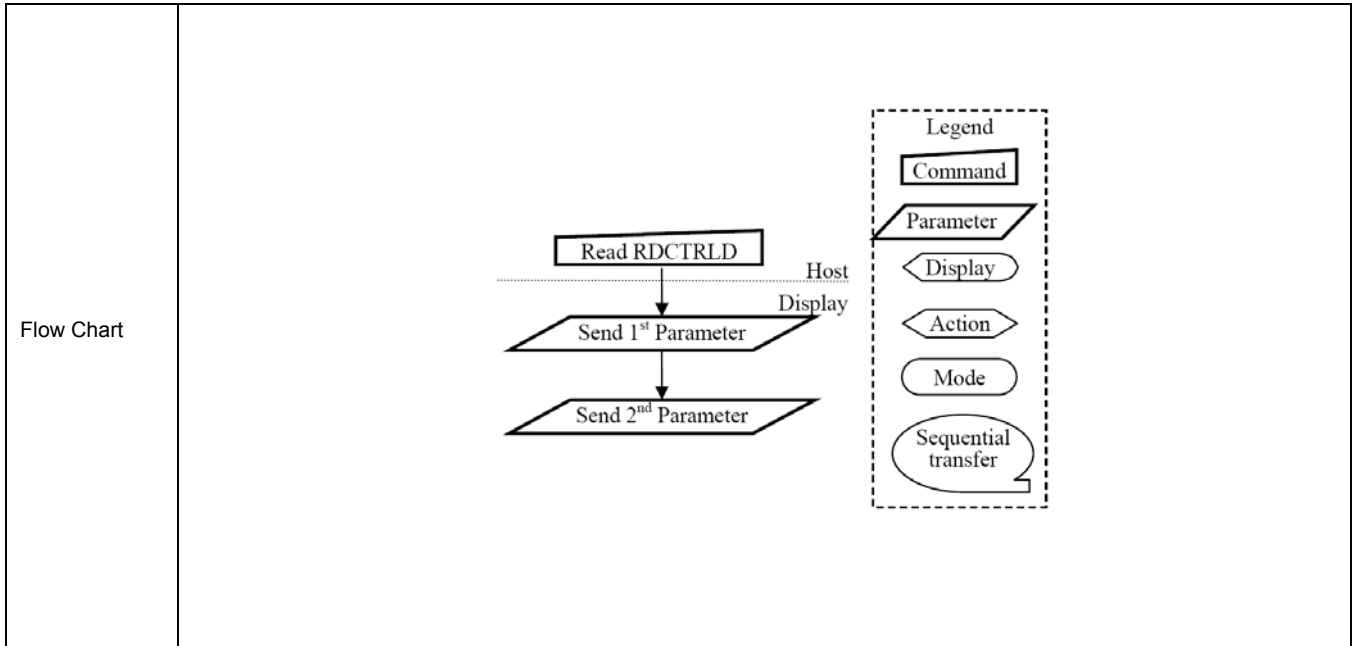 Flow Chart
Read RDCTRLD
Host
Display
Send 1st Parameter
Send 2nd Parameter
Legend
Command
Parameter
Display
Action
Mode
Sequential
transfer